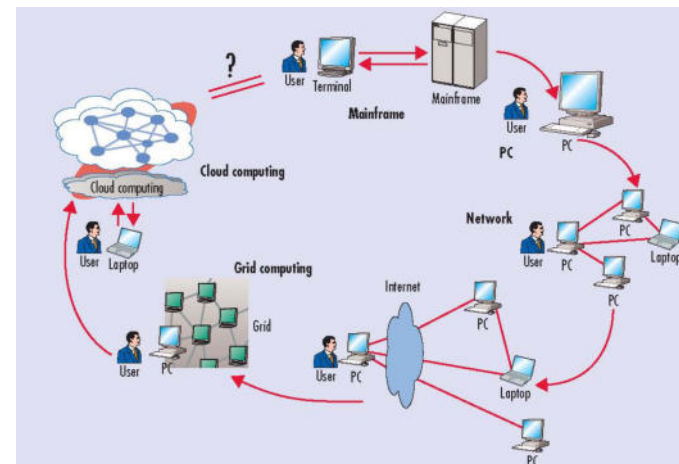 ?
User
Terminal
Mainframe
Mainframe
User
PC
PC
Cloud computing
Cloud computing
User
Laptop
Network
PC
User
PC
Laptop
PC
Grid computing
Internet
PC
Grid
User
PC
User
PC
Laptop
PC